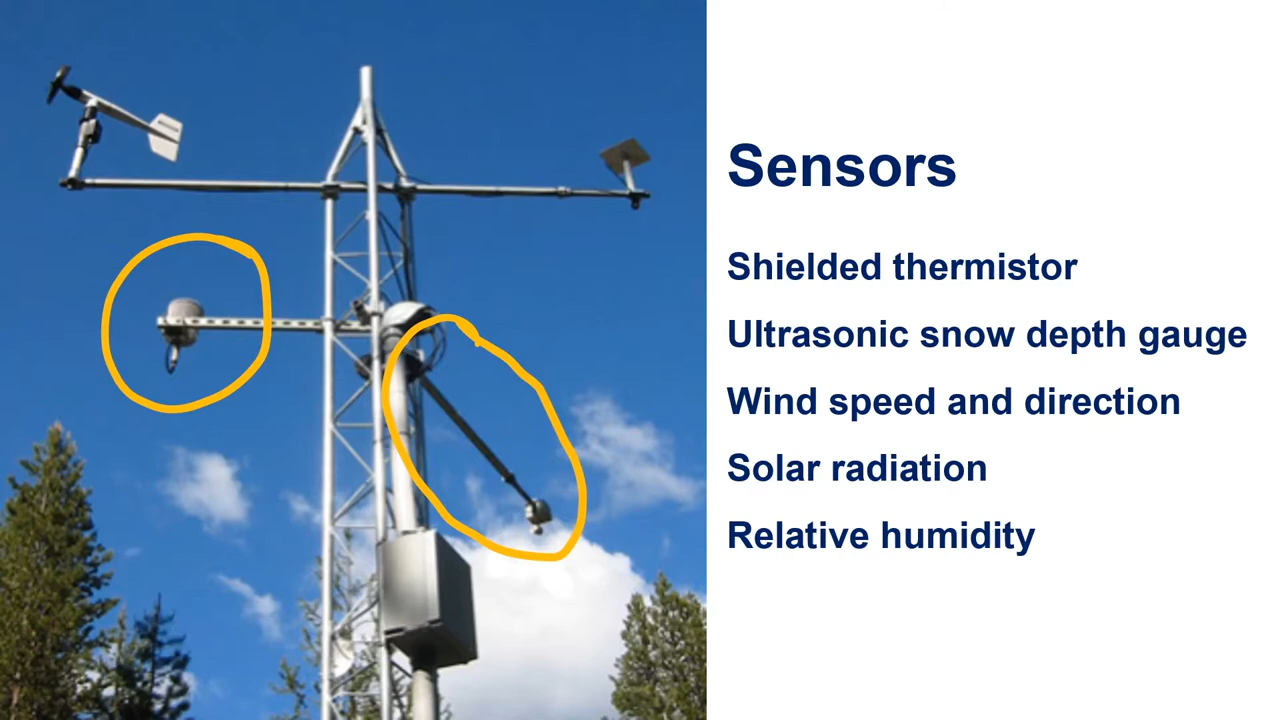 Sensors
Shielded thermistor
Ultrasonic snow depth gauge
Wind speed and direction
Solar radiation
Relative humidity